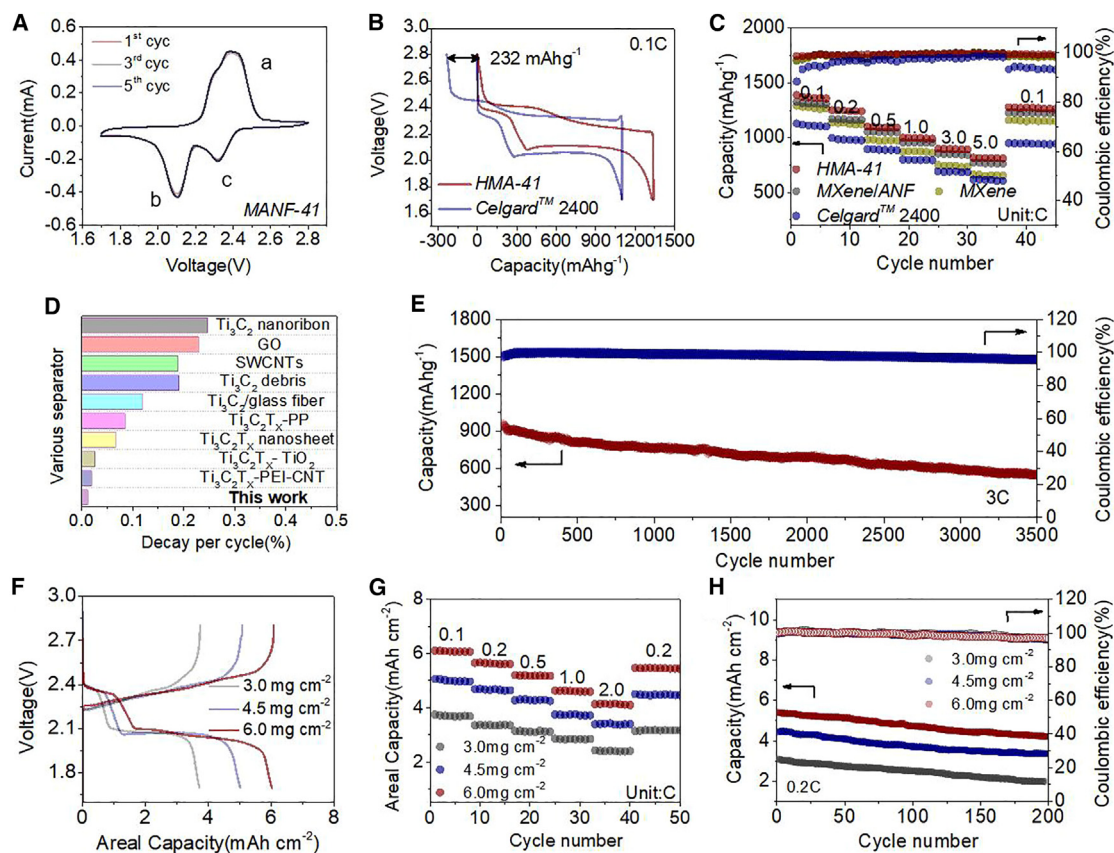 A
Current(mA)
0.6
0.4
0.2
0.0
0.2
0.4
0.6
1st cyc
3rd cyc
5th cyc
a
b
c
MANF-41
1.6 2.0 2.4 2.8
Voltage(V)
B
Voltage(V)
3.0
2.8
2.6
2.4
2.2
2.0
1.8
1.6
232 mAhg-1
0.1C
HMA-41
Celgard™ 2400
-300 0 300 600 900 1200 1500
Capacity(mAhg-1)
C
Capacity(mAhg-1)
2000
1500
1000
500
0.1
0.2
0.5
1.0
3.0
5.0
0.1
HMA-41
MXene/ANF
MXene
Celgard™ 2400
Unit:C
0 10 20 30 40
Cycle number
100
80
60
40
Coulombic efficiency(%)
D
Various separator
Ti3C2 nanoribon
GO
SWCNTs
Ti3C2 debris
Ti3C2/glass fiber
Ti3C2TX-PP
Ti3C2TX nanosheet
Ti3C2TX-TiO2
Ti3C2TX-PEI-CNT
This work
0.0 0.1 0.2 0.3 0.4 0.5
Decay per cycle(%)
E
Capacity(mAhg-1)
1800
1500
1200
900
600
300
3C
0 500 1000 1500 2000 2500 3000 3500
Cycle number
120
100
80
60
40
20
0
Coulombic efficiency(%)
F
Voltage(V)
3.0
2.7
2.4
2.1
1.8
3.0 mg cm-2
4.5 mg cm-2
6.0 mg cm-2
0 2 4 6 8
Areal Capacity(mAh cm-2)
G
Areal Capacity(mAh cm-2)
8
6
4
2
0.1
0.2
0.5
1.0
2.0
0.2
3.0mg cm-2
4.5mg cm-2
6.0mg cm-2
Unit:C
0 10 20 30 40 50
Cycle number
H
Capacity(mAh cm-2)
10
8
6
4
2
3.0mg cm-2
4.5mg cm-2
6.0mg cm-2
0.2C
0 50 100 150 200
Cycle number
120
100
80
60
40
20
0
Coulombic efficiency(%)